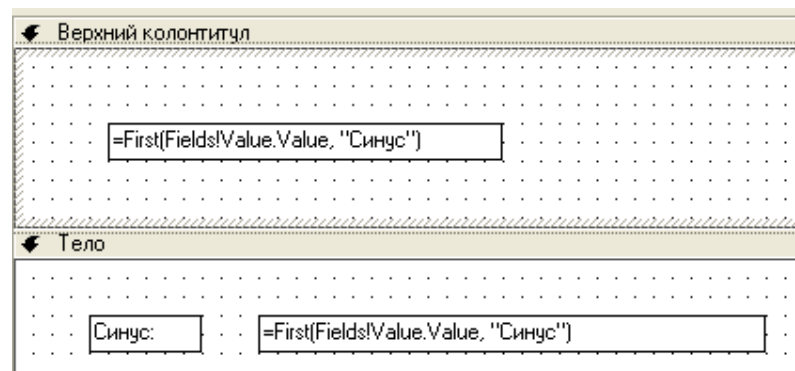 Верхний колонтитул
=First(Fields!Value.Value, "Синус")
Тело
Синус:
=First(Fields!Value.Value, "Синус")